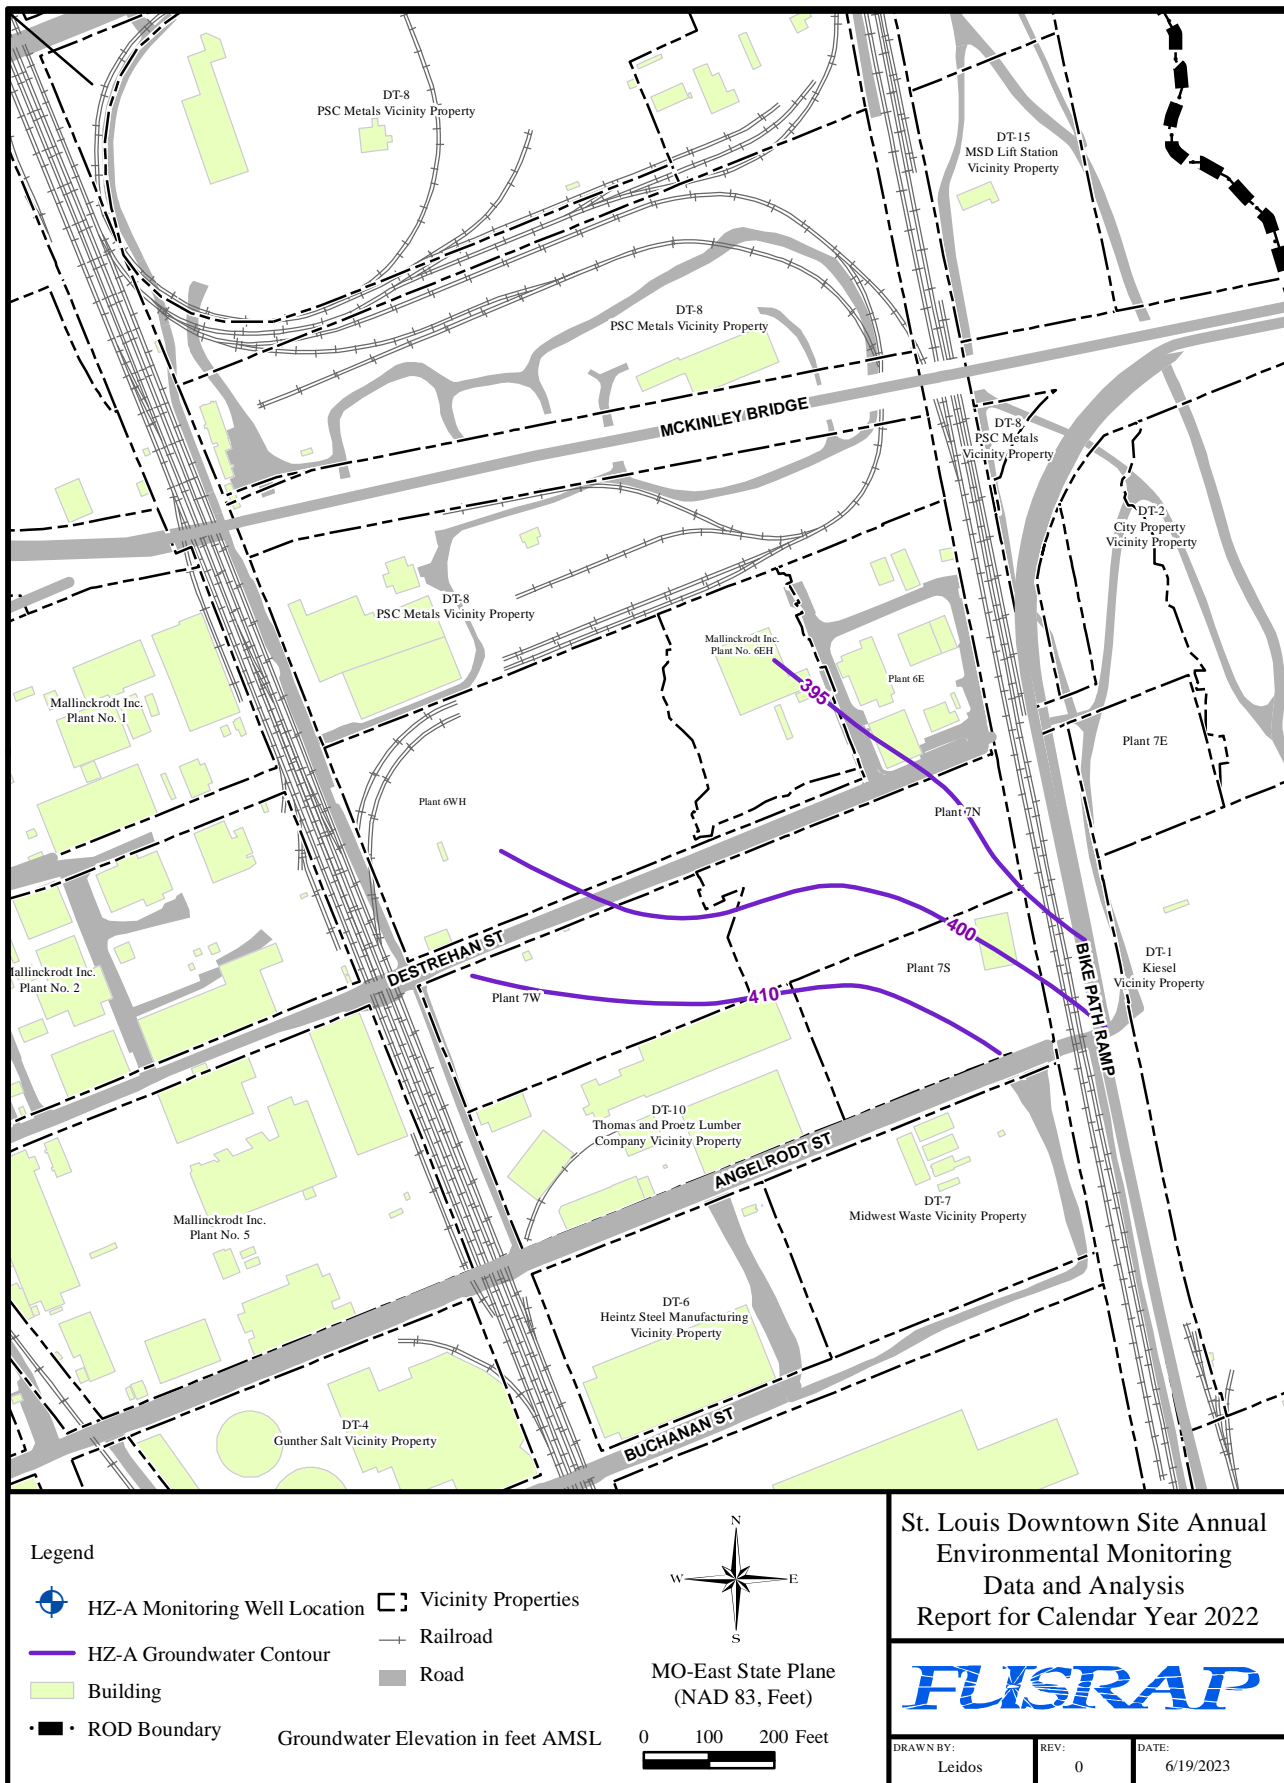 DT-8
PSC Metals Vicinity Property
DT-15
MSD Lift Station
Vicinity Property
DT-8
PSC Metals Vicinity Property
MCKINLEY BRIDGE
DT-8
PSC Metals
Vicinity Property
DT-2
City Property
Vicinity Property
DT-8
PSC Metals Vicinity Property
Mallinckrodt Inc.
Plant No. 6EH
Plant 6E
395
Mallinckrodt Inc.
Plant No. 1
Plant 7E
Plant 6WH
Plant 7N
400
DESTREHAN ST
Mallinckrodt Inc.
Plant No. 2
Plant 7W
410
Plant 7S
BIKE PATH RAMP
DT-1
Kiesel
Vicinity Property
DT-10
Thomas and Proetz Lumber
Company Vicinity Property
ANGELRODT ST
DT-7
Midwest Waste Vicinity Property
Mallinckrodt Inc.
Plant No. 5
DT-6
Heintz Steel Manufacturing
Vicinity Property
DT-4
Gunther Salt Vicinity Property
BUCHANAN ST
Legend
HZ-A Monitoring Well Location
HZ-A Groundwater Contour
Building
ROD Boundary
Vicinity Properties
Railroad
Road
Groundwater Elevation in feet AMSL
N
W
E
S
MO-East State Plane
(NAD 83, Feet)
0 100 200 Feet
St. Louis Downtown Site Annual
Environmental Monitoring
Data and Analysis
Report for Calendar Year 2022
FUSRAP
DRAWN BY:
Leidos
REV:
0
DATE:
6/19/2023